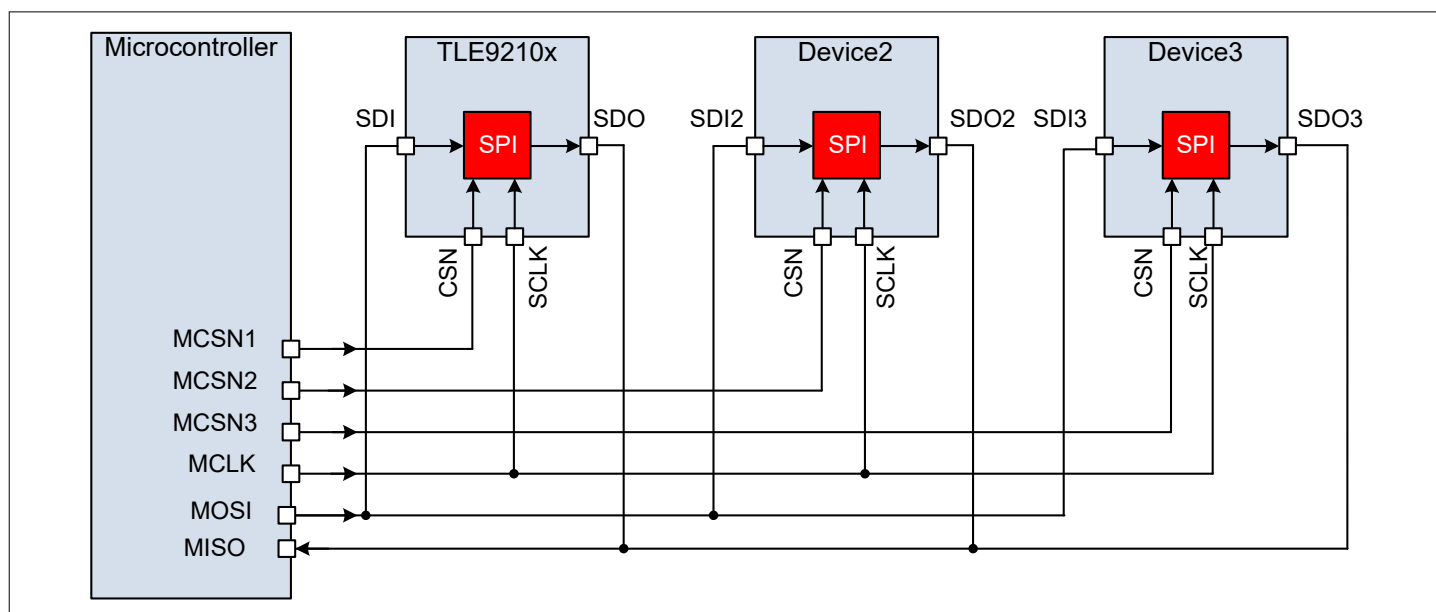 Microcontroller
TLE9210x
Device2
Device3
SDI
SDO
SDI2
SDO2
SDI3
SDO3
SPI
SPI
SPI
CSN
SCLK
CSN
SCLK
CSN
SCLK
MCSN1
MCSN2
MCSN3
MCLK
MOSI
MISO